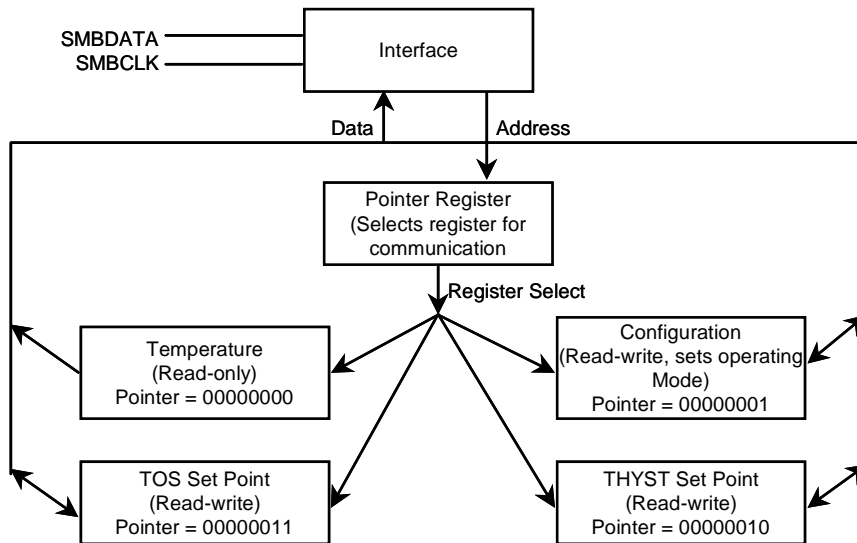 SMBDATA
SMBCLK
Interface
Data
Address
Pointer Register
(Selects register for
communication
Register Select
Temperature
(Read-only)
Pointer = 00000000
Configuration
(Read-write, sets operating
Mode)
Pointer = 00000001
TOS Set Point
(Read-write)
Pointer = 00000011
THYST Set Point
(Read-write)
Pointer = 00000010